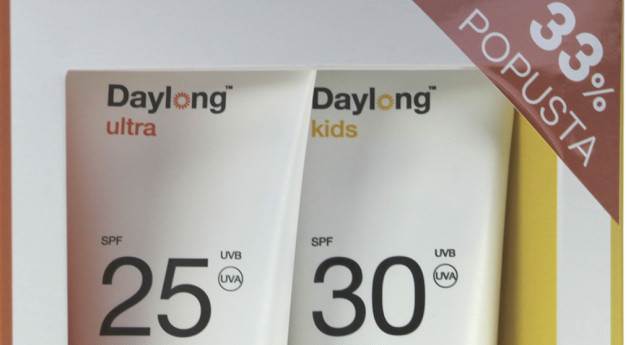 33%
POPUSTA
Daylong™
ultra
SPF
25
UVB
UVA
Daylong™
kids
SPF
30
UVB
UVA